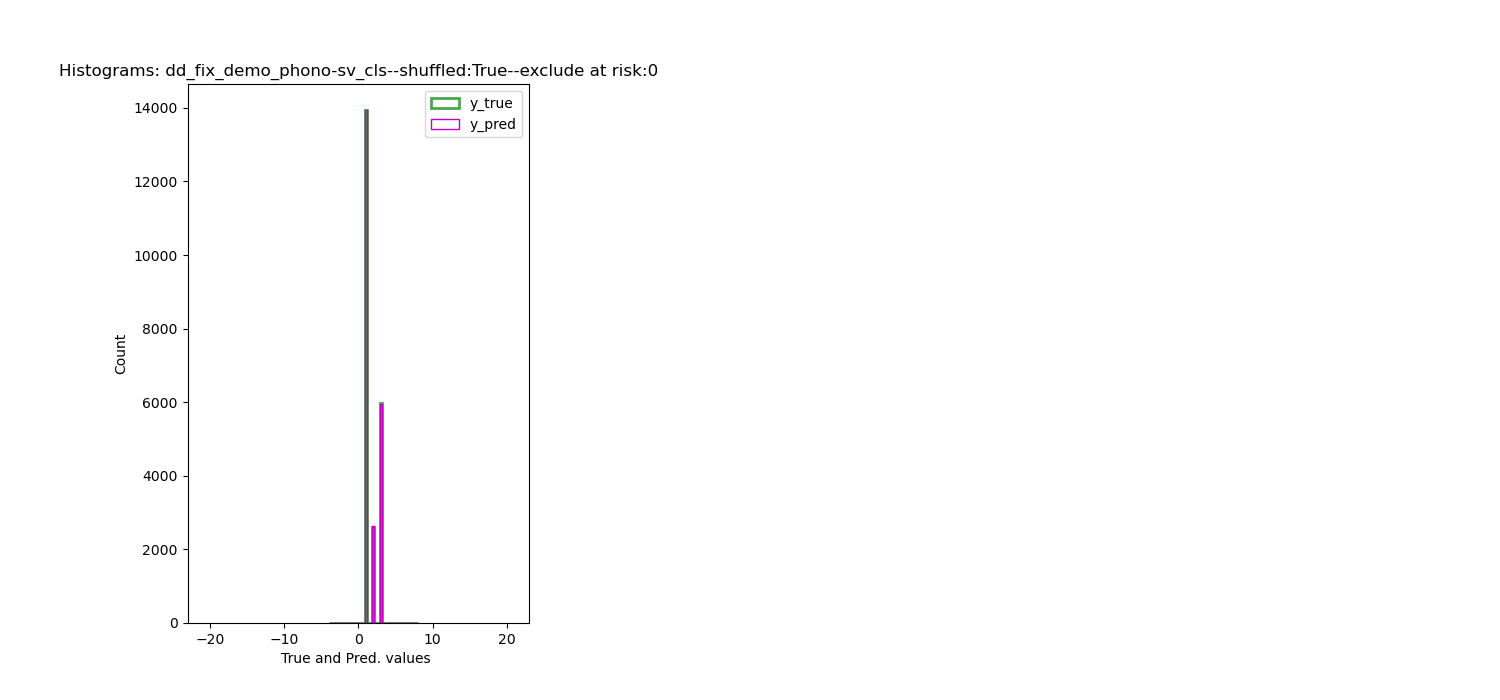 Histograms: dd_fix_demo_phono-sv_cls--shuffled:True--exclude at risk:0
y_true
y_pred
14000
12000
10000
8000
6000
4000
2000
0
Count
−20
−10
0
10
20
True and Pred. values